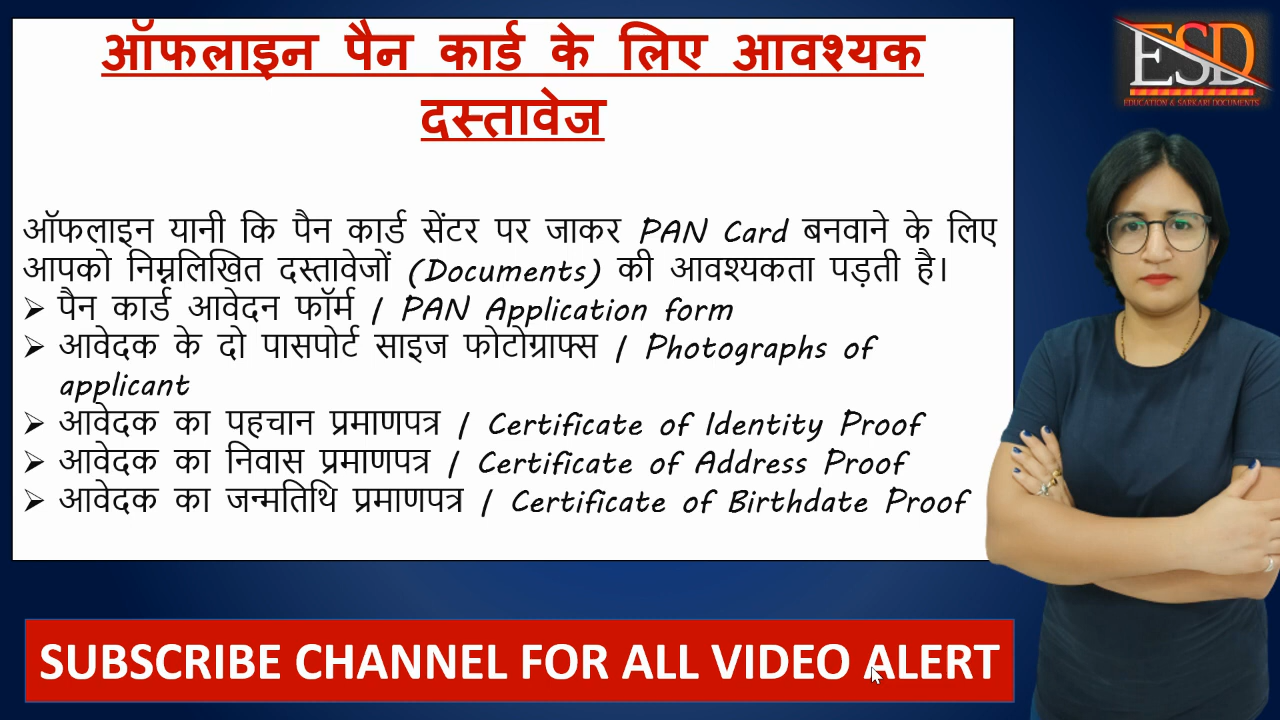 ऑफलाइन पैन कार्ड के लिए आवश्यक
दस्तावेज
ESD
EDUCATION & SARKARI DOCUMENTS
ऑफलाइन यानी कि पैन कार्ड सेंटर पर जाकर PAN Card बनवाने के लिए
आपको निम्नलिखित दस्तावेजों (Documents) की आवश्यकता पड़ती है।
➢ पैन कार्ड आवेदन फॉर्म / PAN Application form
➢ आवेदक के दो पासपोर्ट साइज फोटोग्राफ्स / Photographs of
applicant
➢ आवेदक का पहचान प्रमाणपत्र / Certificate of Identity Proof
➢ आवेदक का निवास प्रमाणपत्र / Certificate of Address Proof
➢ आवेदक का जन्मतिथि प्रमाणपत्र / Certificate of Birthdate Proof
SUBSCRIBE CHANNEL FOR ALL VIDEO ALERT